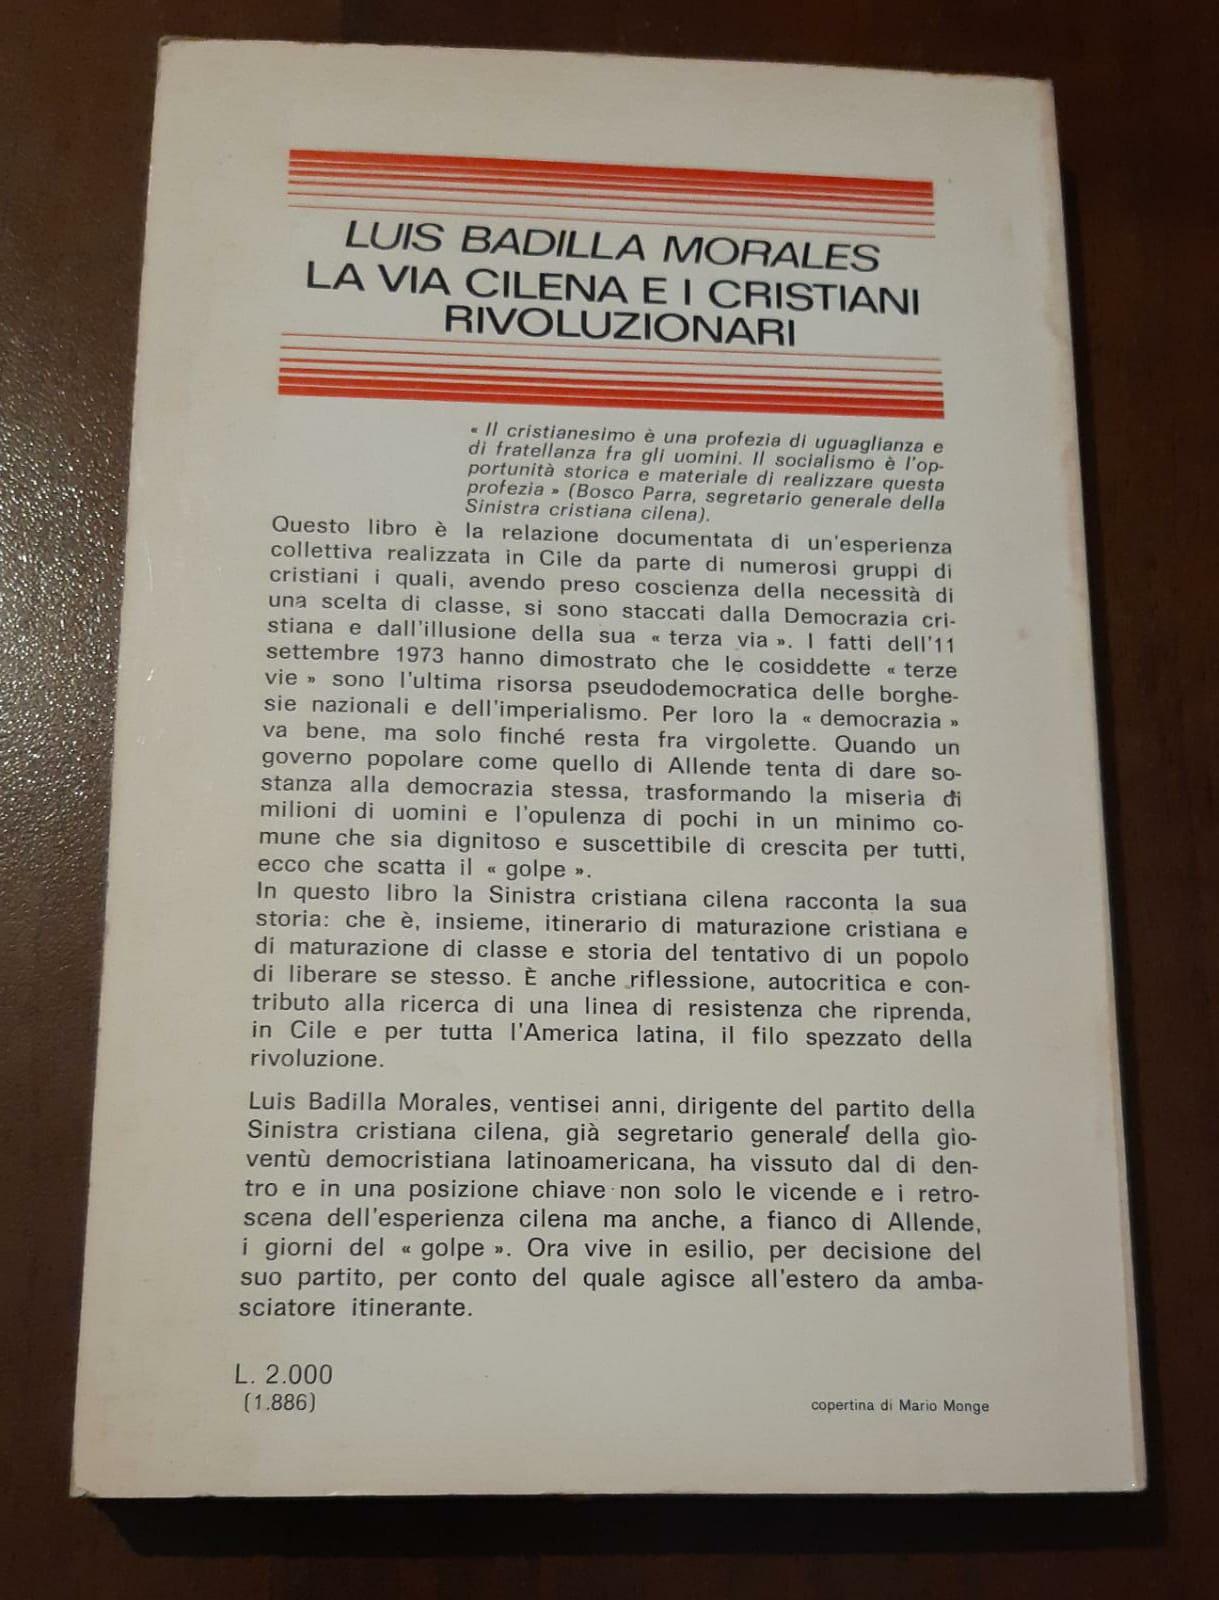 LUIS BADILLA MORALES
LA VIA CILENA E I CRISTIANI
RIVOLUZIONARI
« Il cristianesimo è una profezia di uguaglianza e
di fratellanza fra gli uomini. Il socialismo è l'op-
portunità storica e materiale di realizzare questa
profezia » (Bosco Parra, segretario generale della
Sinistra cristiana cilena).
Questo libro è la relazione documentata di un'esperienza
collettiva realizzata in Cile da parte di numerosi gruppi di
cristiani i quali, avendo preso coscienza della necessità di
una scelta di classe, si sono staccati dalla Democrazia cri-
stiana e dall'illusione della sua « terza via ». I fatti dell'11
settembre 1973 hanno dimostrato che le cosiddette « terze
vie » sono l'ultima risorsa pseudodemocratica delle borghe-
sie nazionali e dell'imperialismo. Per loro la « democrazia »
va bene, ma solo finché resta fra virgolette. Quando un
governo popolare come quello di Allende tenta di dare so-
stanza alla democrazia stessa, trasformando la miseria di
milioni di uomini e l'opulenza di pochi in un minimo co-
mune che sia dignitoso e suscettibile di crescita per tutti,
ecco che scatta il « golpe ».
In questo libro la Sinistra cristiana cilena racconta la sua
storia: che è, insieme, itinerario di maturazione cristiana e
di maturazione di classe e storia del tentativo di un popolo
di liberare se stesso. È anche riflessione, autocritica e con-
tributo alla ricerca di una linea di resistenza che riprenda,
in Cile e per tutta l'America latina, il filo spezzato della
rivoluzione.
Luis Badilla Morales, ventisei anni, dirigente del partito della
Sinistra cristiana cilena, già segretario generale della gio-
ventù democristiana latinoamericana, ha vissuto dal di den-
tro e in una posizione chiave non solo le vicende e i retro-
scena dell'esperienza cilena ma anche, a fianco di Allende,
i giorni del « golpe ». Ora vive in esilio, per decisione del
suo partito, per conto del quale agisce all'estero da amba-
sciatore itinerante.
L. 2.000
(1.886)
copertina di Mario Monge